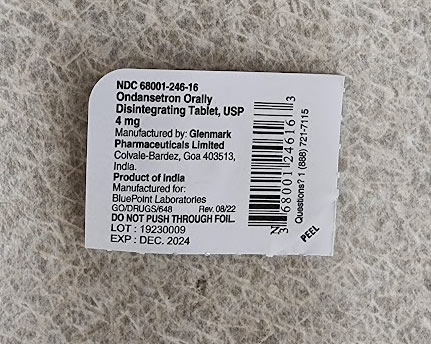 NDC 68001-246-16
Ondansetron Orally
Disintegrating Tablet, USP
4 mg
Manufactured by: Glenmark
Pharmaceuticals Limited
Colvale-Bardez, Goa 403513,
India.
Product of India
Manufactured for:
BluePoint Laboratories
GO/DRUGS/648 Rev. 08/22
DO NOT PUSH THROUGH FOIL.
LOT : 19230009
EXP : DEC. 2024
N
3 68001 24616 3
Questions? 1 (888) 721-7115
PEEL